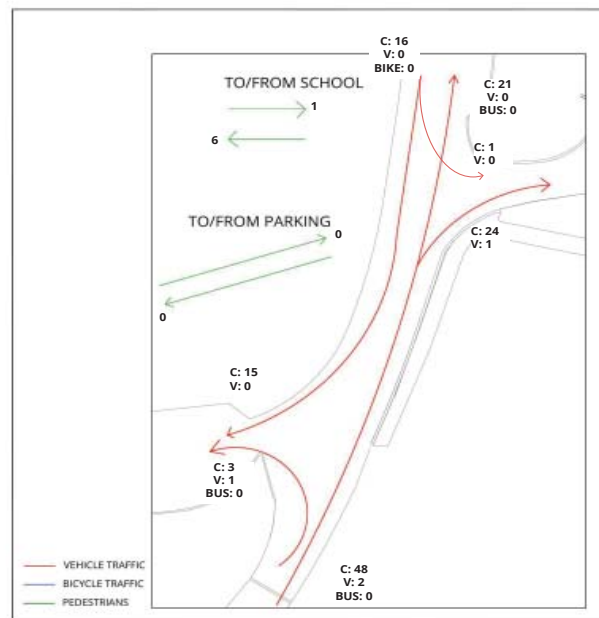 C: 16
V: 0
BIKE: 0
TO/FROM SCHOOL
1
6
C: 21
V: 0
BUS: 0
C: 1
V: 0
TO/FROM PARKING
0
0
C: 24
V: 1
C: 15
V: 0
C: 3
V: 1
BUS: 0
C: 48
V: 2
BUS: 0
VEHICLE TRAFFIC
BICYCLE TRAFFIC
PEDESTRIANS